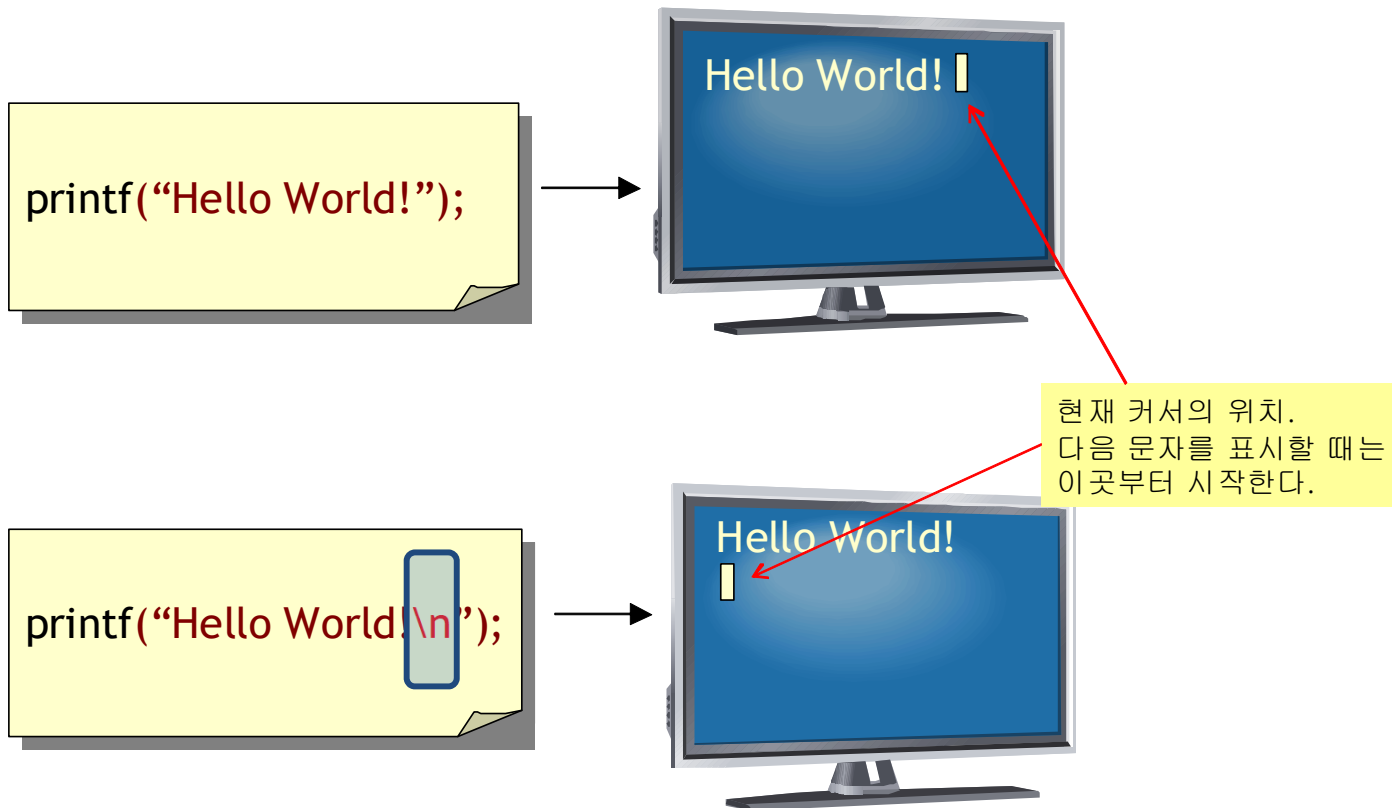 printf(“Hello World!”);
Hello World!
현재 커서의 위치.
다음 문자를 표시할 때는
이곳부터 시작한다.
printf(“Hello World!\n”);
Hello World!